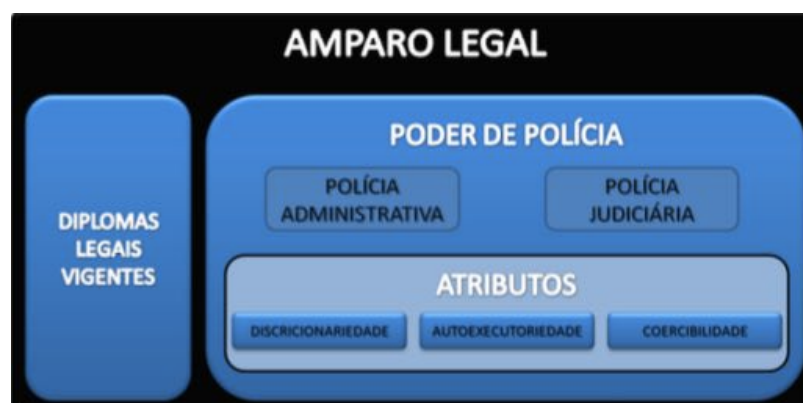 AMPARO LEGAL
DIPLOMAS
LEGAIS
VIGENTES
PODER DE POLÍCIA
POLÍCIA
ADMINISTRATIVA
POLÍCIA
JUDICIÁRIA
ATRIBUTOS
DISCRICIONARIEDADE
AUTOEXECUTORIEDADE
COERCIBILIDADE